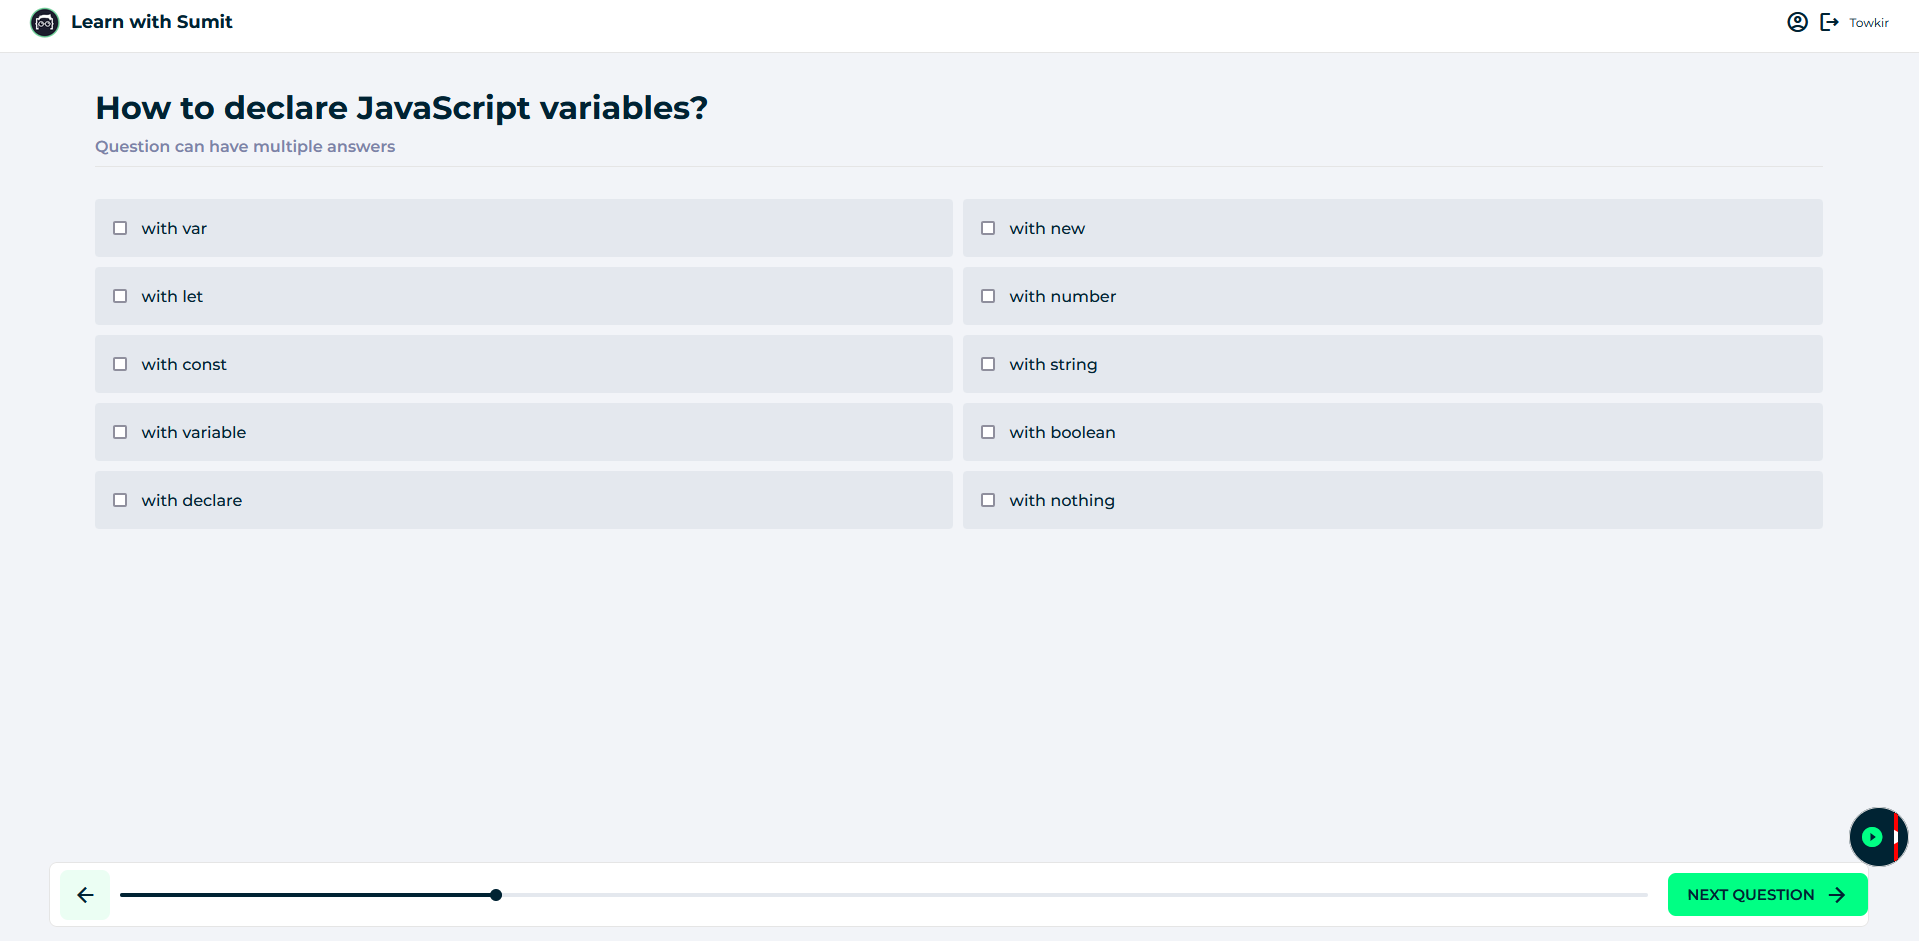 Learn with Sumit
Towkir
How to declare JavaScript variables?
Question can have multiple answers
with var
with new
with let
with number
with const
with string
with variable
with boolean
with declare
with nothing
NEXT QUESTION